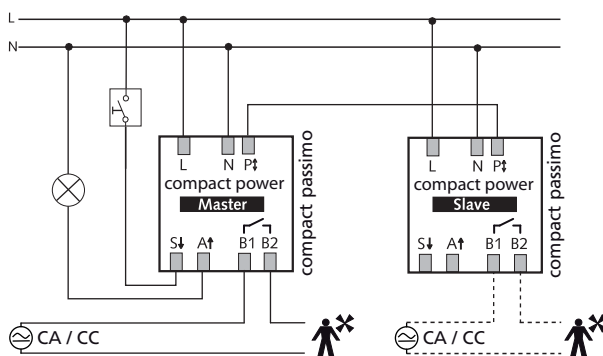 L
N
L N P↕
compact power
Master
S↓ A↑ B1 B2
compact passimo
L N P↕
compact power
Slave
S↓ A↑ B1 B2
compact passimo
CA / CC
CA / CC